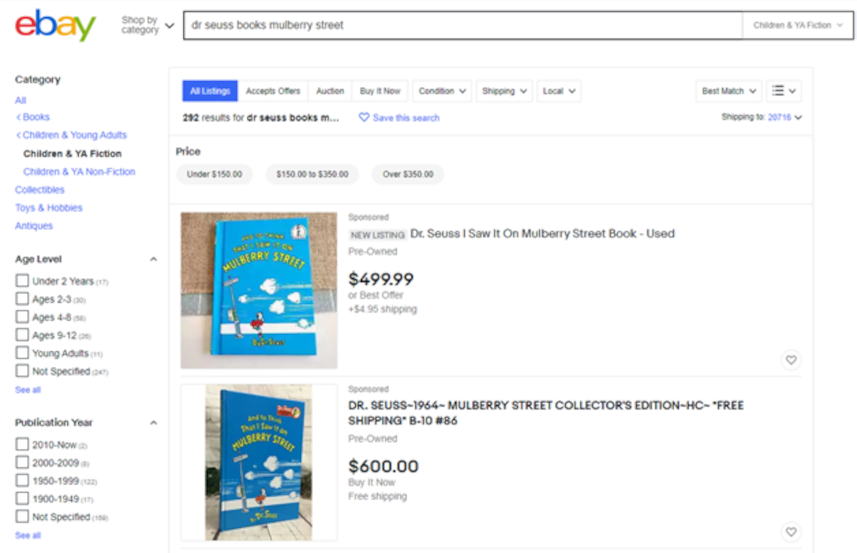 ebay
Shop by category
dr seuss books mulberry street
Children & YA Fiction
Category
All
< Books
< Children & Young Adults
Children & YA Fiction
Children & YA Non-Fiction
Collectibles
Toys & Hobbies
Antiques
Age Level
Under 2 Years (17)
Ages 2-3 (30)
Ages 4-8
Ages 9-12
Young Adults (11)
Not Specified (247)
See all
Publication Year
2010-Now (2)
2000-2009
1950-1999 (122)
1900-1949 (17)
Not Specified
See all
All Listings Accepts Offers Auction Buy It Now Condition Shipping Local Best Match
292 results for dr seuss books m... Save this search Shipping to: 20716
Price
Under $150.00 $150.00 to $350.00 Over $350.00
AND TO THINK
THAT I SAW IT ON
MULBERRY STREET
By Dr. Seuss
Sponsored
NEW LISTING Dr. Seuss I Saw It On Mulberry Street Book - Used
Pre-Owned
$499.99
or Best Offer
+$4.95 shipping
And to Think
That I Saw It on
MULBERRY STREET
By Dr. Seuss
Sponsored
DR. SEUSS~1964~ MULBERRY STREET COLLECTOR'S EDITION~HC~ *FREE
SHIPPING* B-10 #86
Pre-Owned
$600.00
Buy It Now
Free shipping